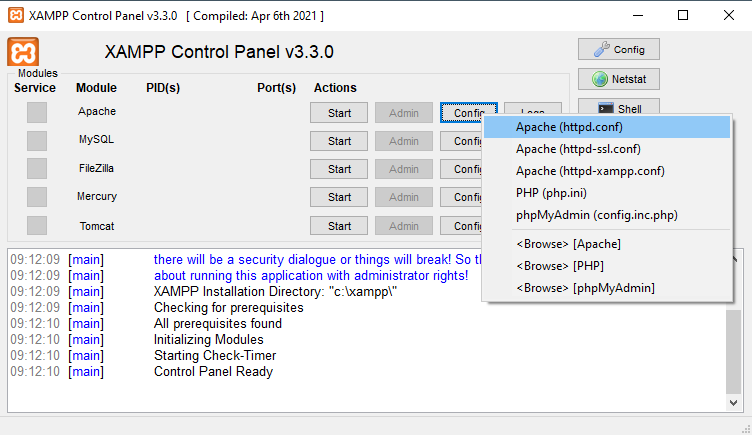 XAMPP Control Panel v3.3.0 [ Compiled: Apr 6th 2021 ]
XAMPP Control Panel v3.3.0
Config
Netstat
Shell
Modules
Service Module PID(s) Port(s) Actions
Apache Start Admin Config Logs
MySQL Start Admin Config
FileZilla Start Admin Config
Mercury Start Admin Config
Tomcat Start Admin Config
Apache (httpd.conf)
Apache (httpd-ssl.conf)
Apache (httpd-xampp.conf)
PHP (php.ini)
phpMyAdmin (config.inc.php)
<Browse> [Apache]
<Browse> [PHP]
<Browse> [phpMyAdmin]
09:12:09 [main] there will be a security dialogue or things will break! So th
09:12:09 [main] about running this application with administrator rights!
09:12:09 [main] XAMPP Installation Directory: "c:\xampp\"
09:12:09 [main] Checking for prerequisites
09:12:10 [main] All prerequisites found
09:12:10 [main] Initializing Modules
09:12:10 [main] Starting Check-Timer
09:12:10 [main] Control Panel Ready